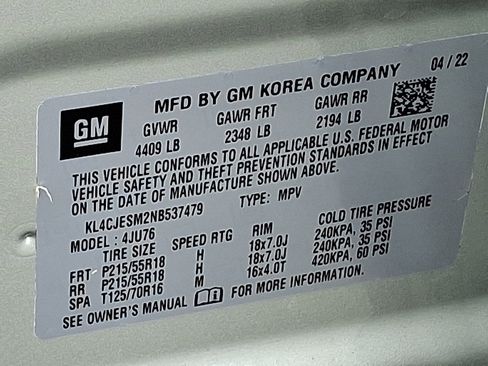 GM
MFD BY GM KOREA COMPANY 04 / 22
GVWR GAWR FRT GAWR RR
4409 LB 2348 LB 2194 LB
THIS VEHICLE CONFORMS TO ALL APPLICABLE U.S. FEDERAL MOTOR
VEHICLE SAFETY AND THEFT PREVENTION STANDARDS IN EFFECT
ON THE DATE OF MANUFACTURE SHOWN ABOVE.
KL4CJESM2NB537479 TYPE: MPV
MODEL : 4JU76
TIRE SIZE SPEED RTG RIM COLD TIRE PRESSURE
FRT P215/55R18 H 18x7.0J 240KPA, 35 PSI
RR P215/55R18 H 18x7.0J 240KPA, 35 PSI
SPA T125/70R16 M 16x4.0T 420KPA, 60 PSI
SEE OWNER'S MANUAL FOR MORE INFORMATION.